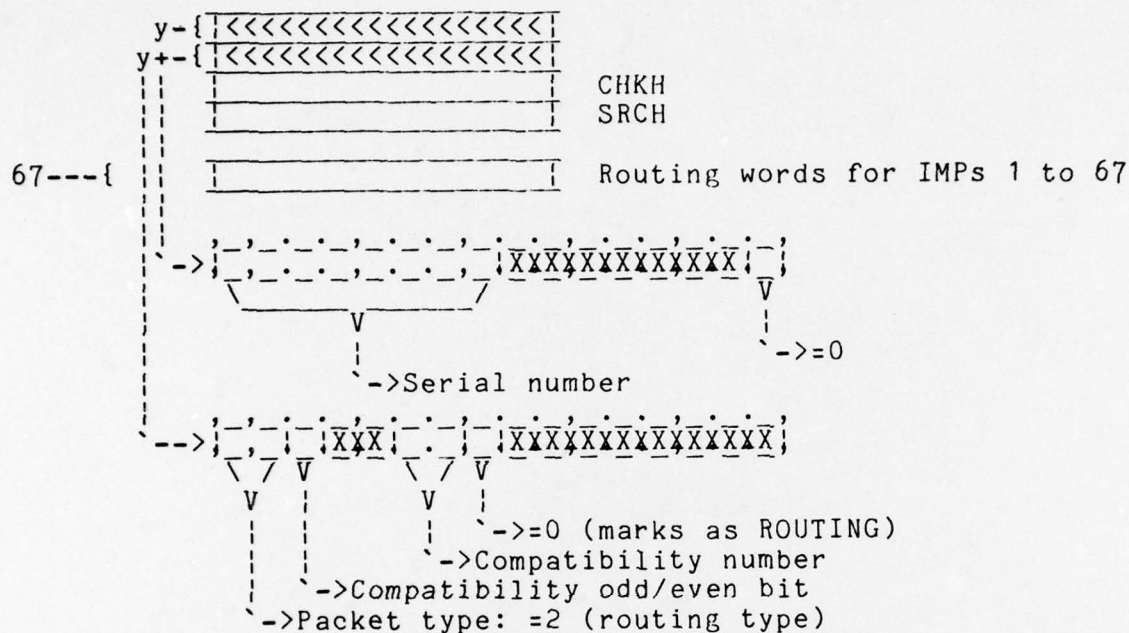 y-{
y+-{
CHKH
SRCH
67---{ Routing words for IMPs 1 to 67
->=0
->Serial number
->=0 (marks as ROUTING)
->Compatibility number
->Compatibility odd/even bit
->Packet type: =2 (routing type)